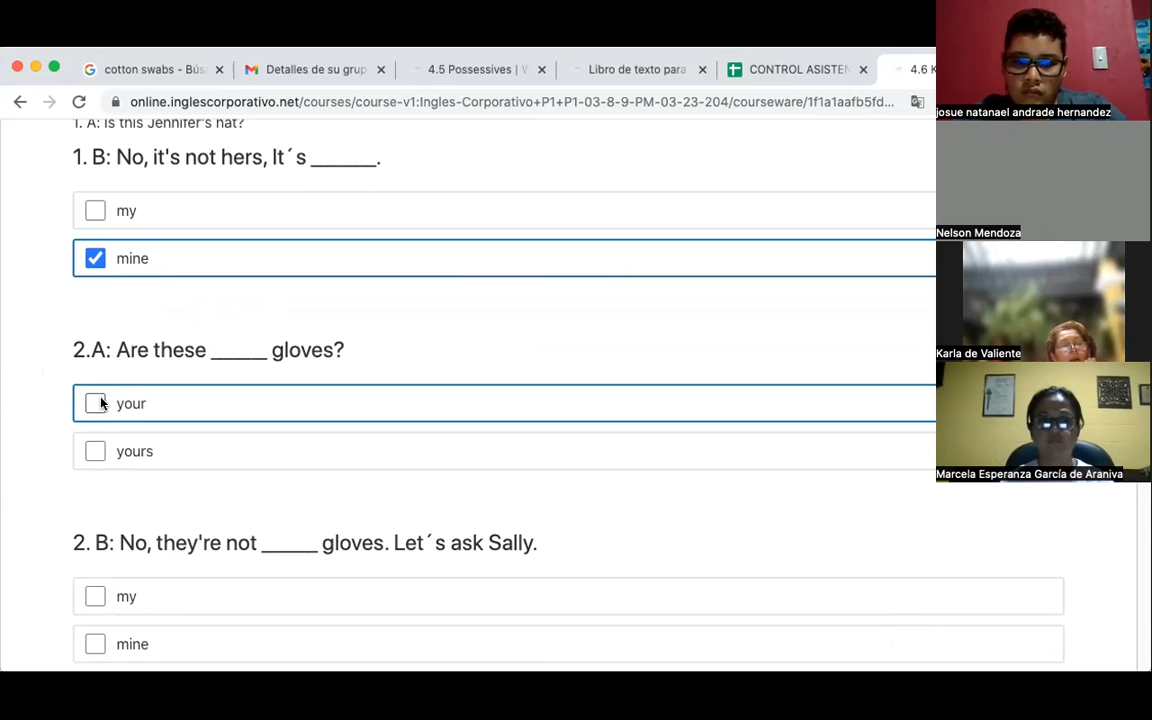 cotton swabs - Bús
Detalles de su grup
4.5 Possessives | V
Libro de texto para
CONTROL ASISTEN
4.6 K
online.inglescorporativo.net/courses/course-v1:Ingles-Corporativo+P1+P1-03-8-9-PM-03-23-204/courseware/1f1a1aafb5fd...
1. A: Is this Jennifer's hat?
1. B: No, it's not hers, It´s _______.
my
mine
2.A: Are these ______ gloves?
your
yours
2. B: No, they're not ______ gloves. Let´s ask Sally.
my
mine
josue natanael andrade hernandez
Nelson Mendoza
Karla de Valiente
Marcela Esperanza García de Araniva